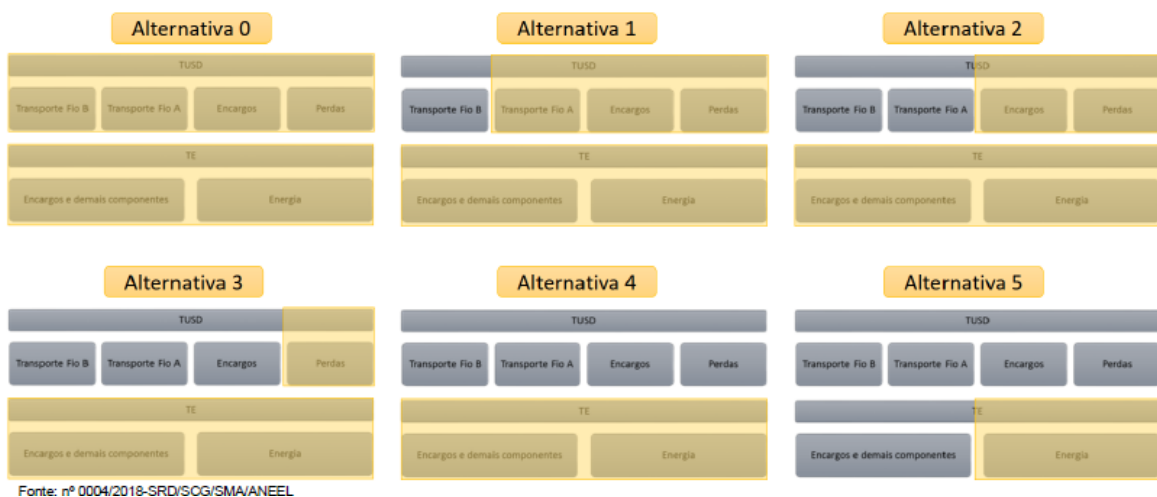 Alternativa 0 Alternativa 1 Alternativa 2
TUSD TUSD TUSD
Transporte Fio B Transporte Fio A Encargos Perdas Transporte Fio B Transporte Fio A Encargos Perdas Transporte Fio B Transporte Fio A Encargos Perdas
TE TE TE
Encargos e demais componentes Energia Encargos e demais componentes Energia Encargos e demais componentes Energia
Alternativa 3 Alternativa 4 Alternativa 5
TUSD TUSD TUSD
Transporte Fio B Transporte Fio A Encargos Perdas Transporte Fio B Transporte Fio A Encargos Perdas Transporte Fio B Transporte Fio A Encargos Perdas
TE TE TE
Encargos e demais componentes Energia Encargos e demais componentes Energia Encargos e demais componentes Energia
Fonte: nº 0004/2018-SRD/SCG/SMA/ANEEL